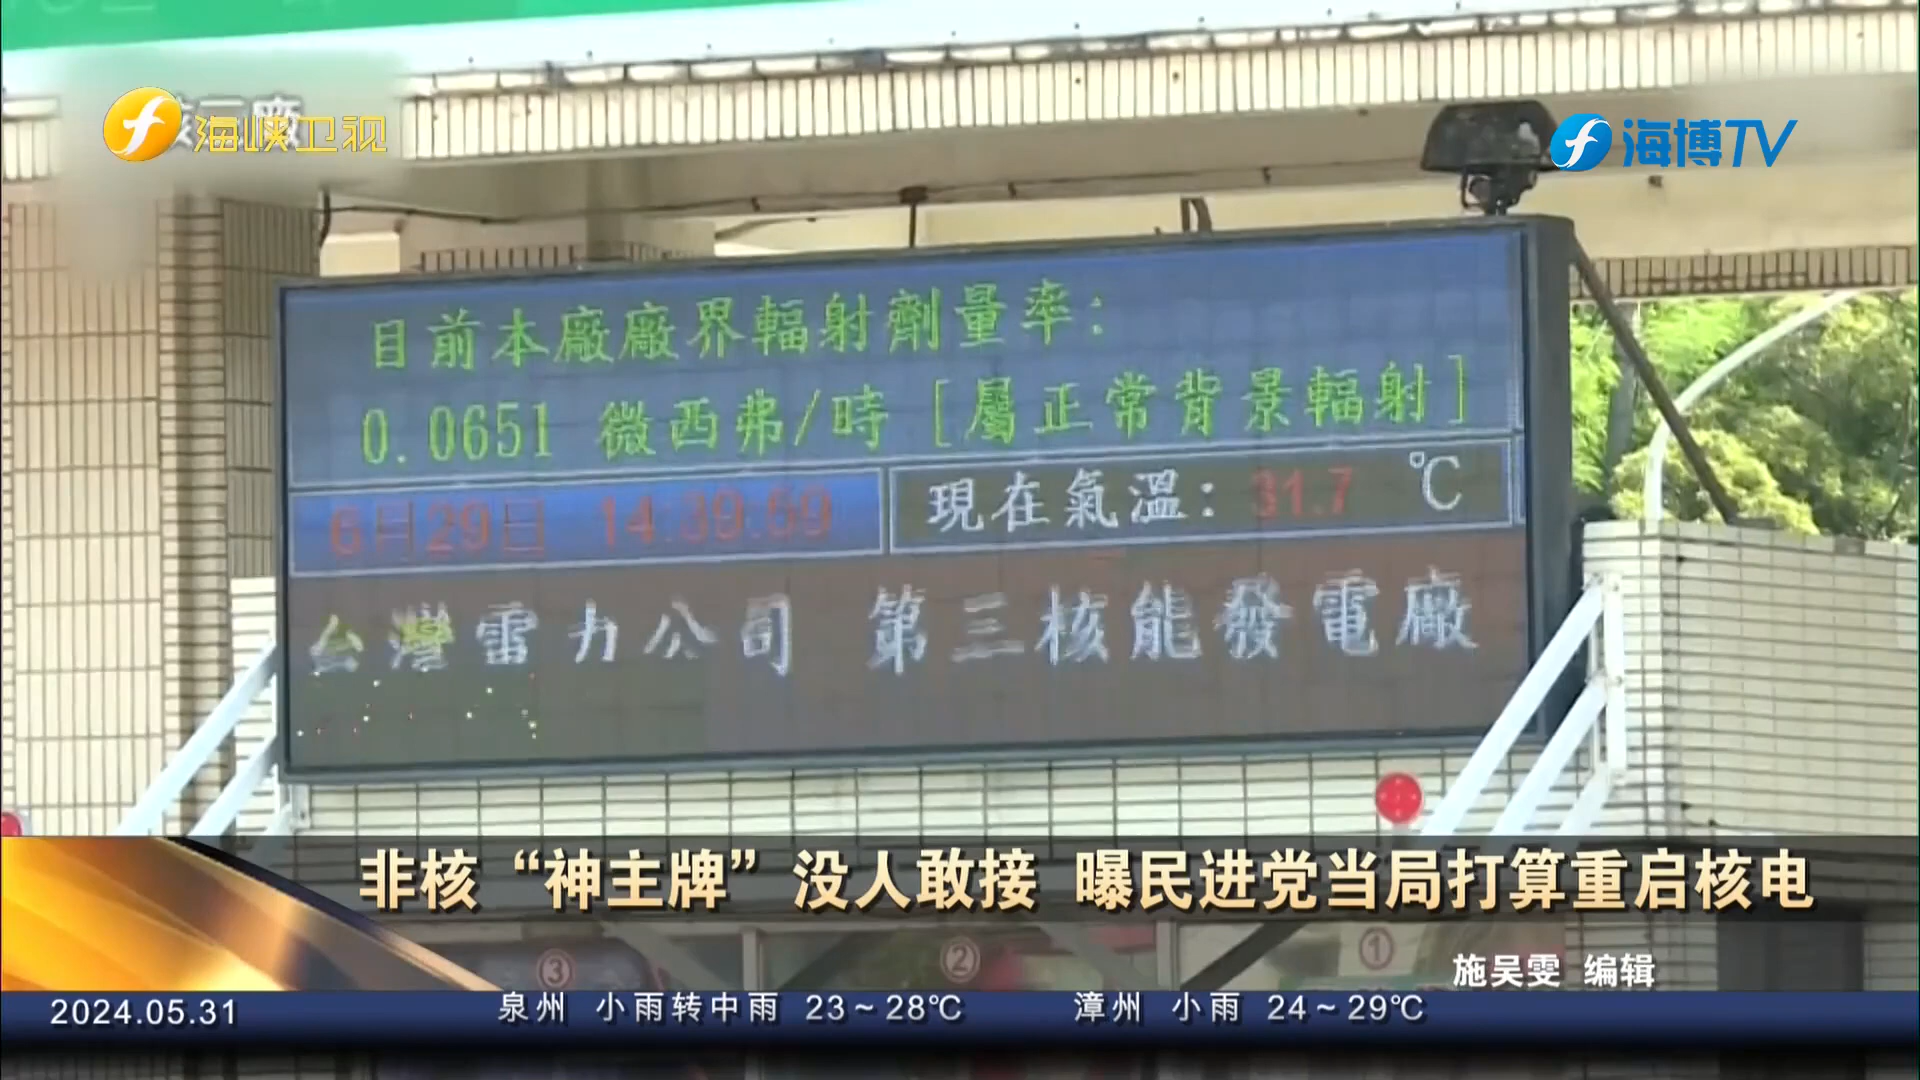 海峡卫视
海博TV
目前本廠廠界輻射劑量率：
0.0651 微西弗/時 [屬正常背景輻射]
6月29日 14:39:59
現在氣溫：31.7 ℃
台灣電力公司 第三核能發電廠
非核“神主牌”没人敢接 曝民进党当局打算重启核电
③ ② ①
施吴雯 编辑
2024.05.31 泉州 小雨转中雨 23～28℃ 漳州 小雨 24～29℃